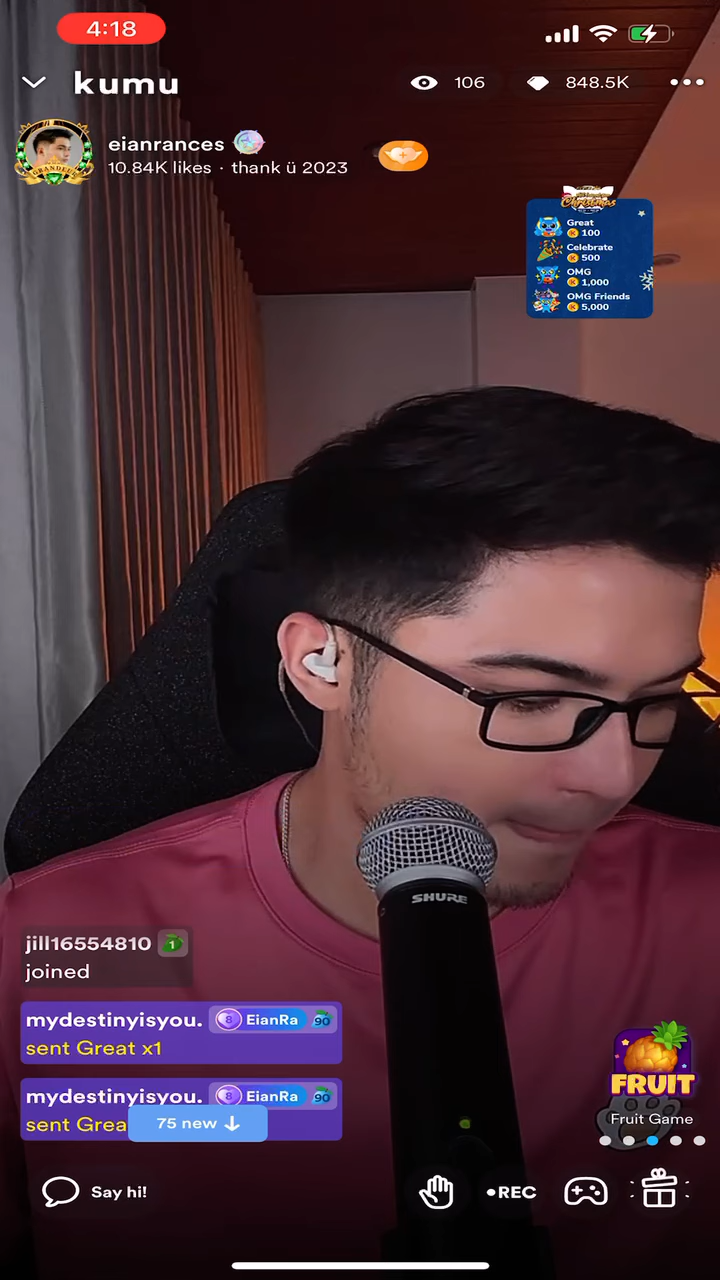 4:18
kumu
106
848.5K
eianrances
10.84K likes · thank ü 2023
GRANDEUR
Christmas
Great
100
Celebrate
500
OMG
1,000
OMG Friends
5,000
SHURE
jill16554810 1
joined
mydestinyisyou. 8 EianRa 90
sent Great x1
mydestinyisyou. 8 EianRa 90
sent Grea
75 new ↓
FRUIT
Fruit Game
Say hi!
•REC